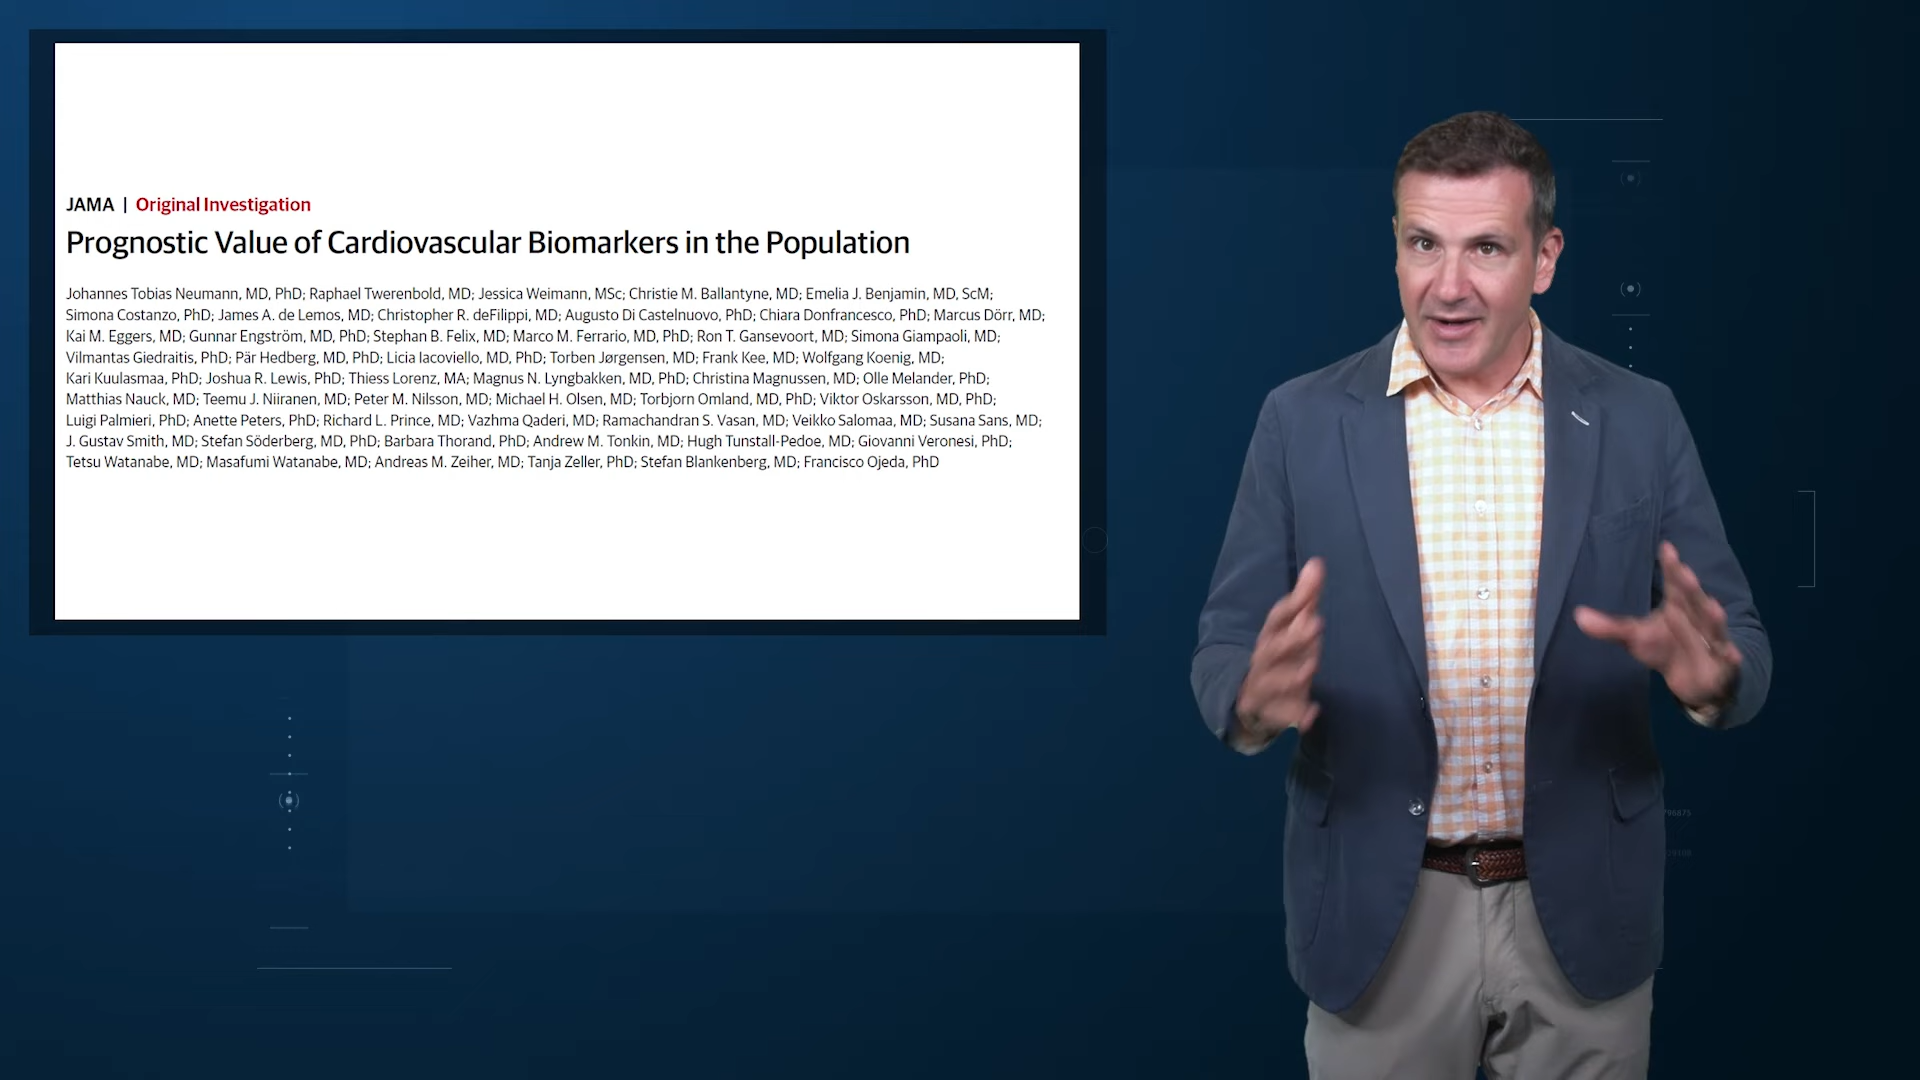 JAMA | Original Investigation
Prognostic Value of Cardiovascular Biomarkers in the Population
Johannes Tobias Neumann, MD, PhD; Raphael Twerenbold, MD; Jessica Weimann, MSc; Christie M. Ballantyne, MD; Emelia J. Benjamin, MD, ScM;
Simona Costanzo, PhD; James A. de Lemos, MD; Christopher R. deFilippi, MD; Augusto Di Castelnuovo, PhD; Chiara Donfrancesco, PhD; Marcus Dörr, MD;
Kai M. Eggers, MD; Gunnar Engström, MD, PhD; Stephan B. Felix, MD; Marco M. Ferrario, MD, PhD; Ron T. Gansevoort, MD; Simona Giampaoli, MD;
Vilmantas Giedraitis, PhD; Pär Hedberg, MD, PhD; Licia Iacoviello, MD, PhD; Torben Jørgensen, MD; Frank Kee, MD; Wolfgang Koenig, MD;
Kari Kuulasmaa, PhD; Joshua R. Lewis, PhD; Thiess Lorenz, MA; Magnus N. Lyngbakken, MD, PhD; Christina Magnussen, MD; Olle Melander, PhD;
Matthias Nauck, MD; Teemu J. Niiranen, MD; Peter M. Nilsson, MD; Michael H. Olsen, MD; Torbjorn Omland, MD, PhD; Viktor Oskarsson, MD, PhD;
Luigi Palmieri, PhD; Anette Peters, PhD; Richard L. Prince, MD; Vazhma Qaderi, MD; Ramachandran S. Vasan, MD; Veikko Salomaa, MD; Susana Sans, MD;
J. Gustav Smith, MD; Stefan Söderberg, MD, PhD; Barbara Thorand, PhD; Andrew M. Tonkin, MD; Hugh Tunstall-Pedoe, MD; Giovanni Veronesi, PhD;
Tetsu Watanabe, MD; Masafumi Watanabe, MD; Andreas M. Zeiher, MD; Tanja Zeller, PhD; Stefan Blankenberg, MD; Francisco Ojeda, PhD